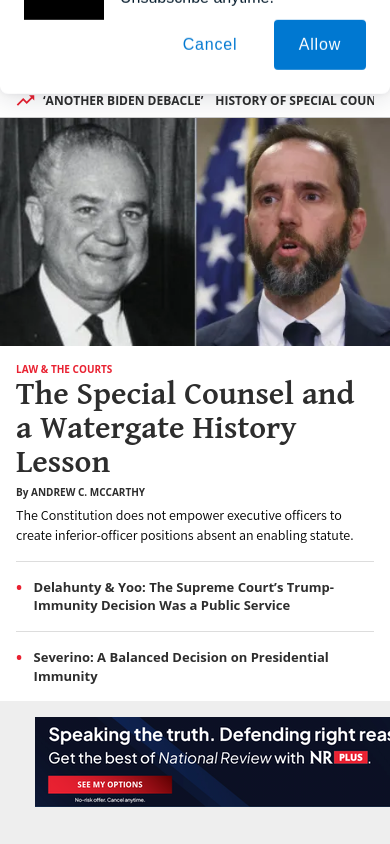 Unsubscribe anytime.
Cancel
Allow
‘ANOTHER BIDEN DEBACLE’ HISTORY OF SPECIAL COUN
LAW & THE COURTS
The Special Counsel and
a Watergate History
Lesson
By ANDREW C. MCCARTHY
The Constitution does not empower executive officers to
create inferior-officer positions absent an enabling statute.
• Delahunty & Yoo: The Supreme Court’s Trump-
Immunity Decision Was a Public Service
• Severino: A Balanced Decision on Presidential
Immunity
Speaking the truth. Defending right reas
Get the best of National Review with NR PLUS.
SEE MY OPTIONS
No-risk offer. Cancel anytime.